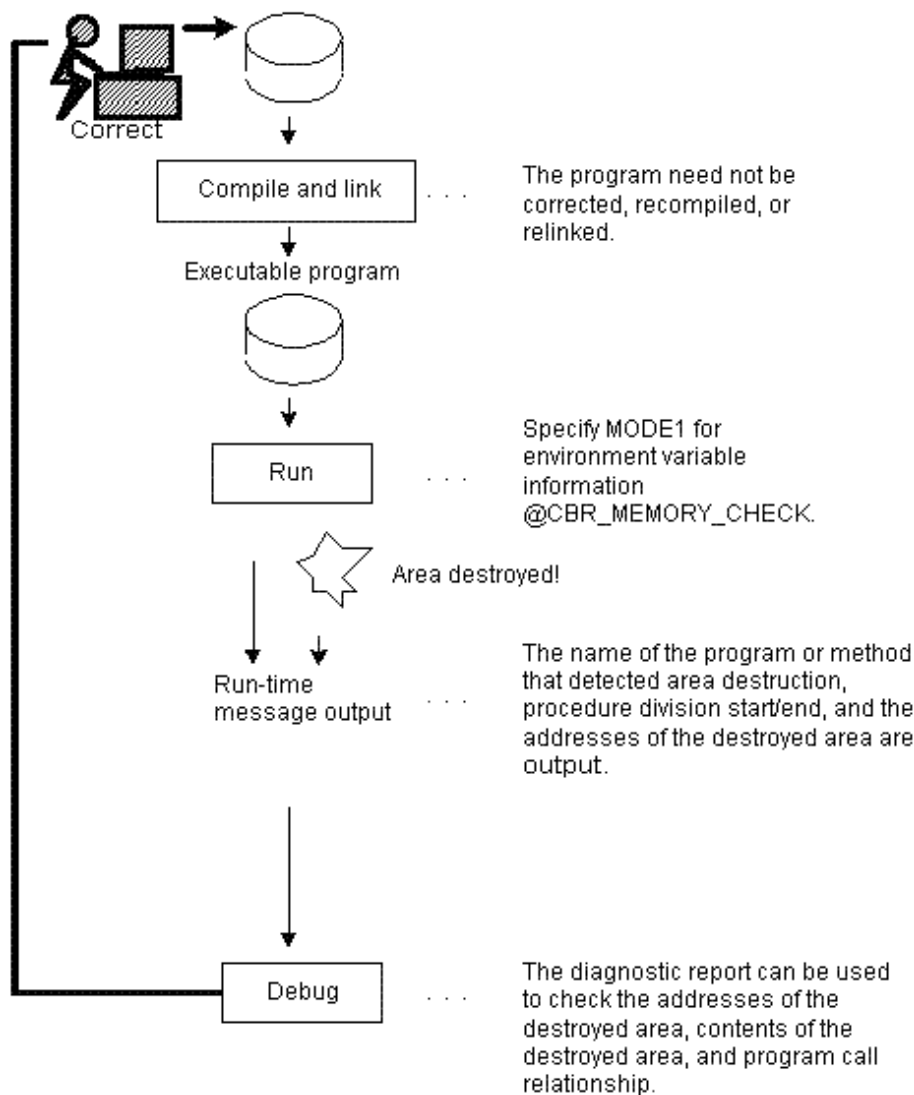 Correct
Compile and link
. . .
The program need not be
corrected, recompiled, or
relinked.
Executable program
Run
. . .
Specify MODE1 for
environment variable
information
@CBR_MEMORY_CHECK.
Area destroyed!
Run-time
message output
. . .
The name of the program or method
that detected area destruction,
procedure division start/end, and the
addresses of the destroyed area are
output.
Debug
. . .
The diagnostic report can be used
to check the addresses of the
destroyed area, contents of the
destroyed area, and program call
relationship.